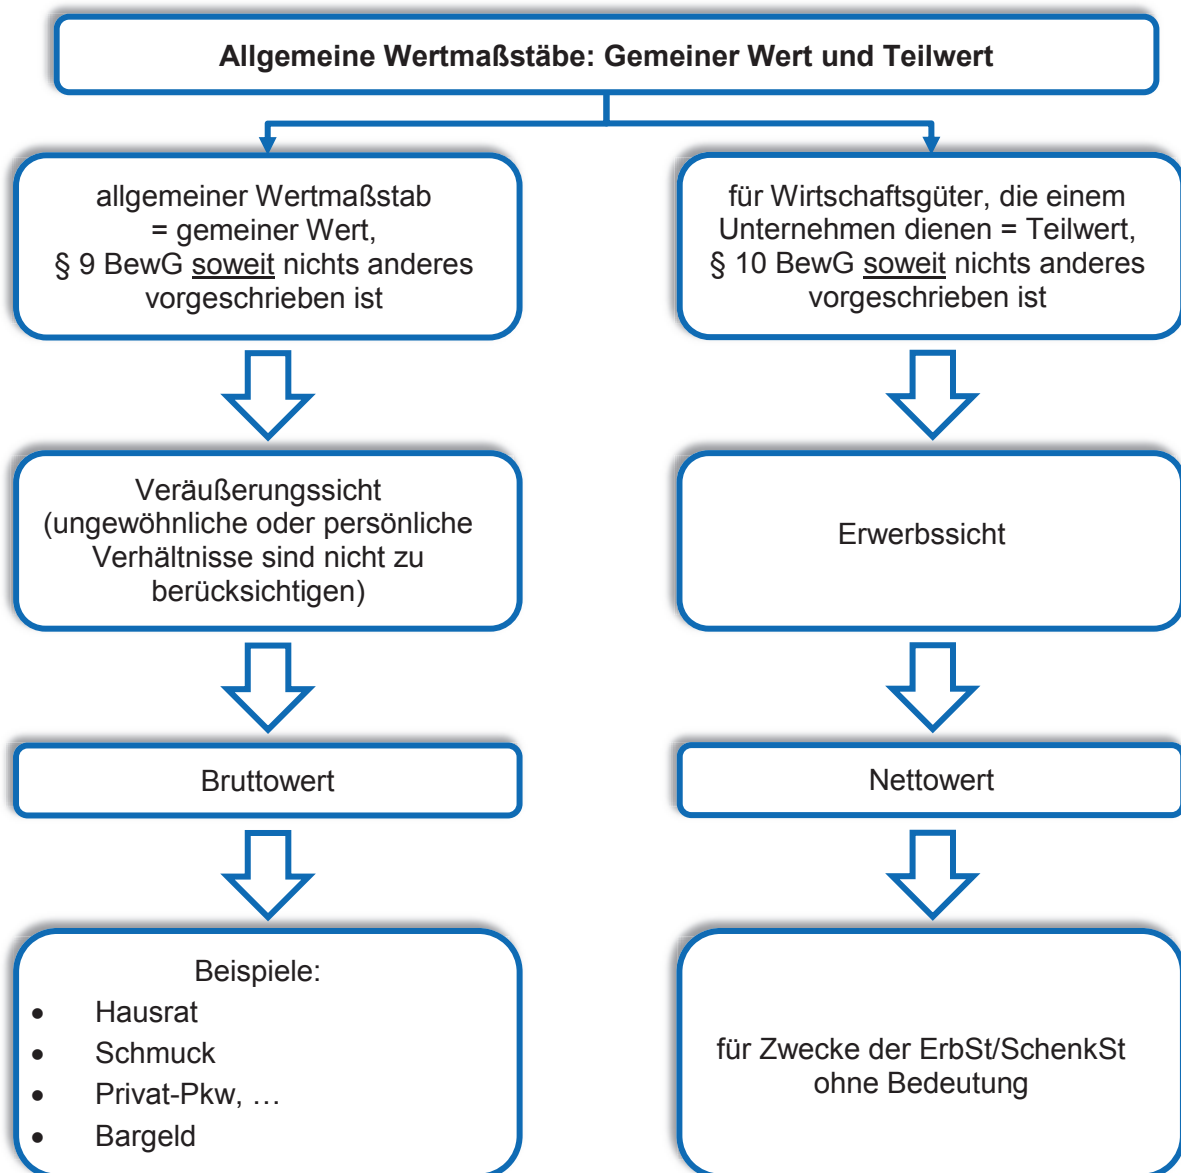 Allgemeine Wertmaßstäbe: Gemeiner Wert und Teilwert
allgemeiner Wertmaßstab
= gemeiner Wert,
§ 9 BewG soweit nichts anderes
vorgeschrieben ist
für Wirtschaftsgüter, die einem
Unternehmen dienen = Teilwert,
§ 10 BewG soweit nichts anderes
vorgeschrieben ist
Veräußerungssicht
(ungewöhnliche oder persönliche
Verhältnisse sind nicht zu
berücksichtigen)
Erwerbssicht
Bruttowert
Nettowert
Beispiele:
• Hausrat
• Schmuck
• Privat-Pkw, …
• Bargeld
für Zwecke der ErbSt/SchenkSt
ohne Bedeutung